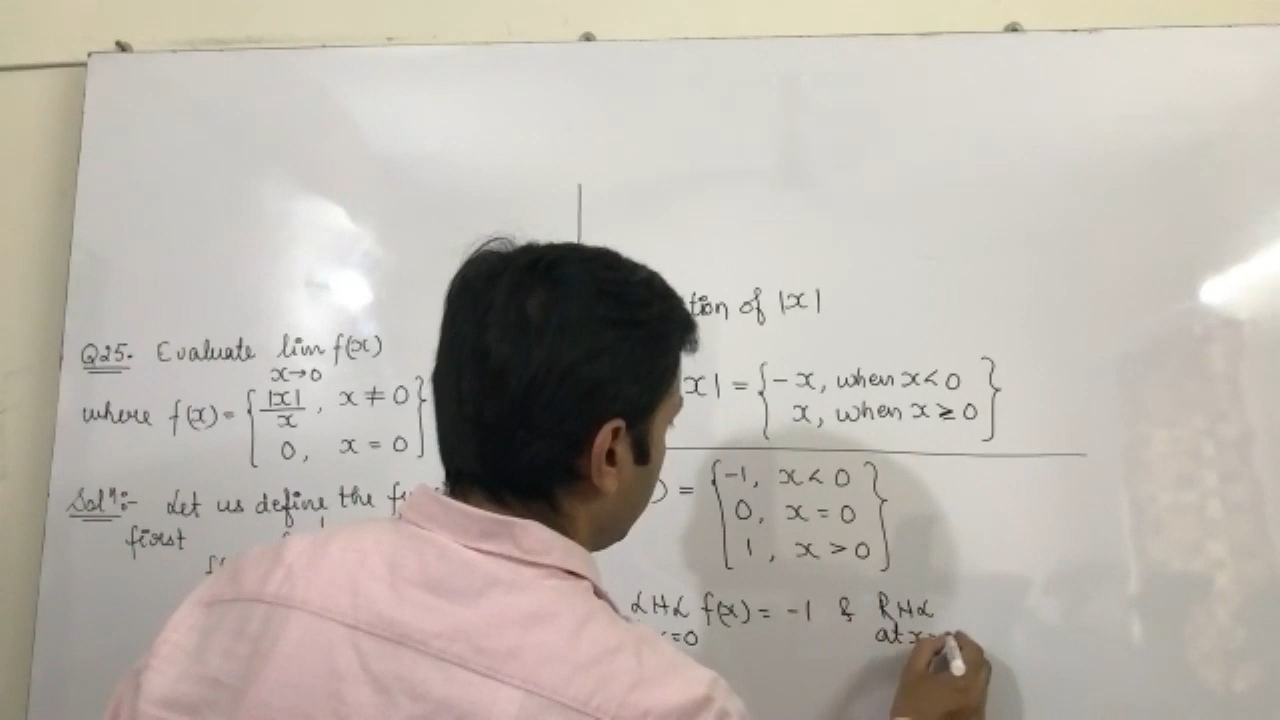 Q25. Evaluate lim f(x)
x→0
where f(x) = { |x|/x , x ≠ 0 }
0, x = 0
Solⁿ:- Let us define the
first
of |x|
x| = { -x, when x < 0 }
x, when x ≥ 0
) = { -1, x < 0 }
0, x = 0
1, x > 0
LHL f(x) = -1 & RHL
x=0 at x=